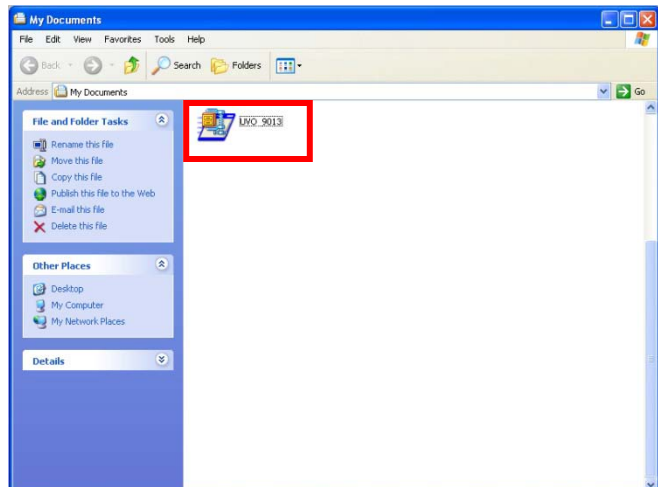 My Documents
File Edit View Favorites Tools Help
Back Search Folders
Address My Documents Go
File and Folder Tasks
UVO_9013
Rename this file
Move this file
Copy this file
Publish this file to the Web
E-mail this file
Delete this file
Other Places
Desktop
My Computer
My Network Places
Details